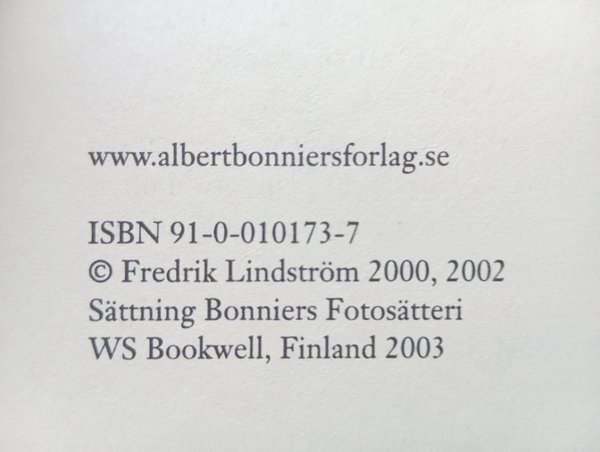 www.albertbonniersforlag.se
ISBN 91-0-010173-7
© Fredrik Lindström 2000, 2002
Sättning Bonniers Fotosätteri
WS Bookwell, Finland 2003